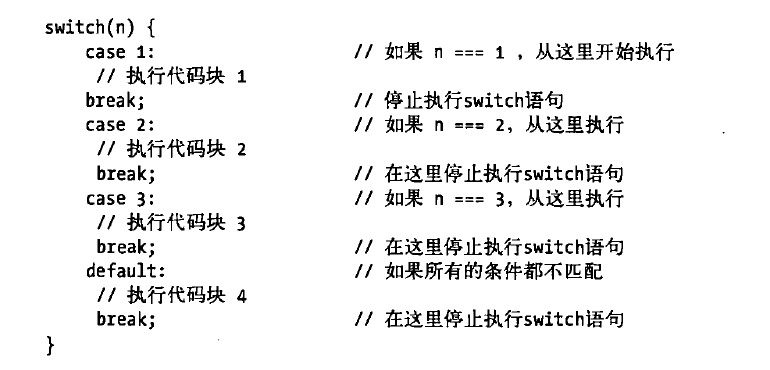 switch(n) {
case 1: // 如果 n === 1 ，从这里开始执行
// 执行代码块 1
break; // 停止执行switch语句
case 2: // 如果 n === 2，从这里执行
// 执行代码块 2
break; // 在这里停止执行switch语句
case 3: // 如果 n === 3，从这里执行
// 执行代码块 3
break; // 在这里停止执行switch语句
default: // 如果所有的条件都不匹配
// 执行代码块 4
break; // 在这里停止执行switch语句
}